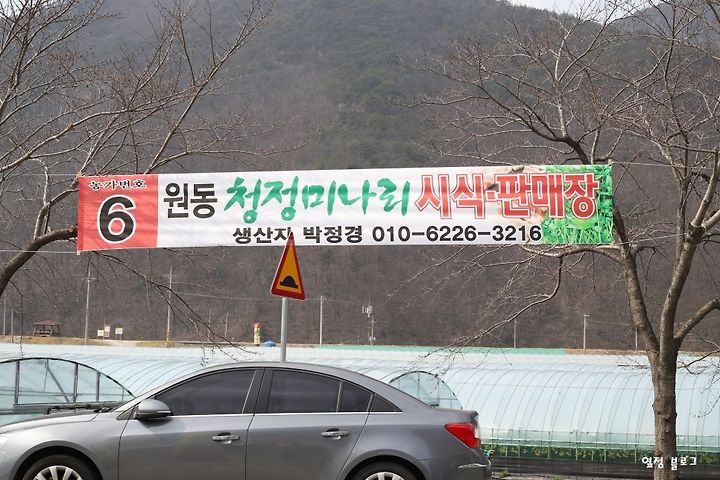 농가번호
6
원동 청정미나리 시식·판매장
생산자 박정경 010-6226-3216
열정 블로그